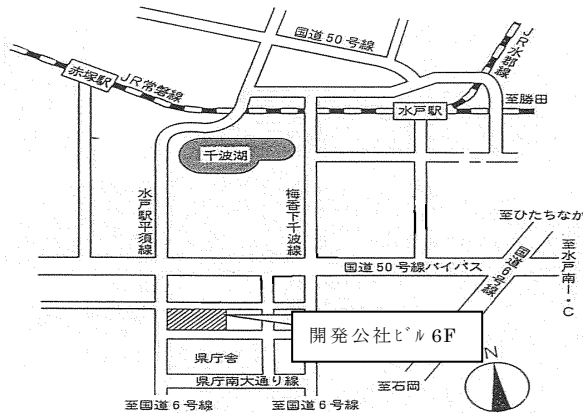 国道50号線
JR水郡線
赤塚駅
JR常磐線
水戸駅
至勝田
千波湖
水戸駅平須線
梅香下千波線
至ひたちなか
国道50号線バイパス
国道6号線
至水戸南I・C
開発公社ビル6F
県庁舎
県庁南大通り線
至石岡
N
至国道6号線
至国道6号線